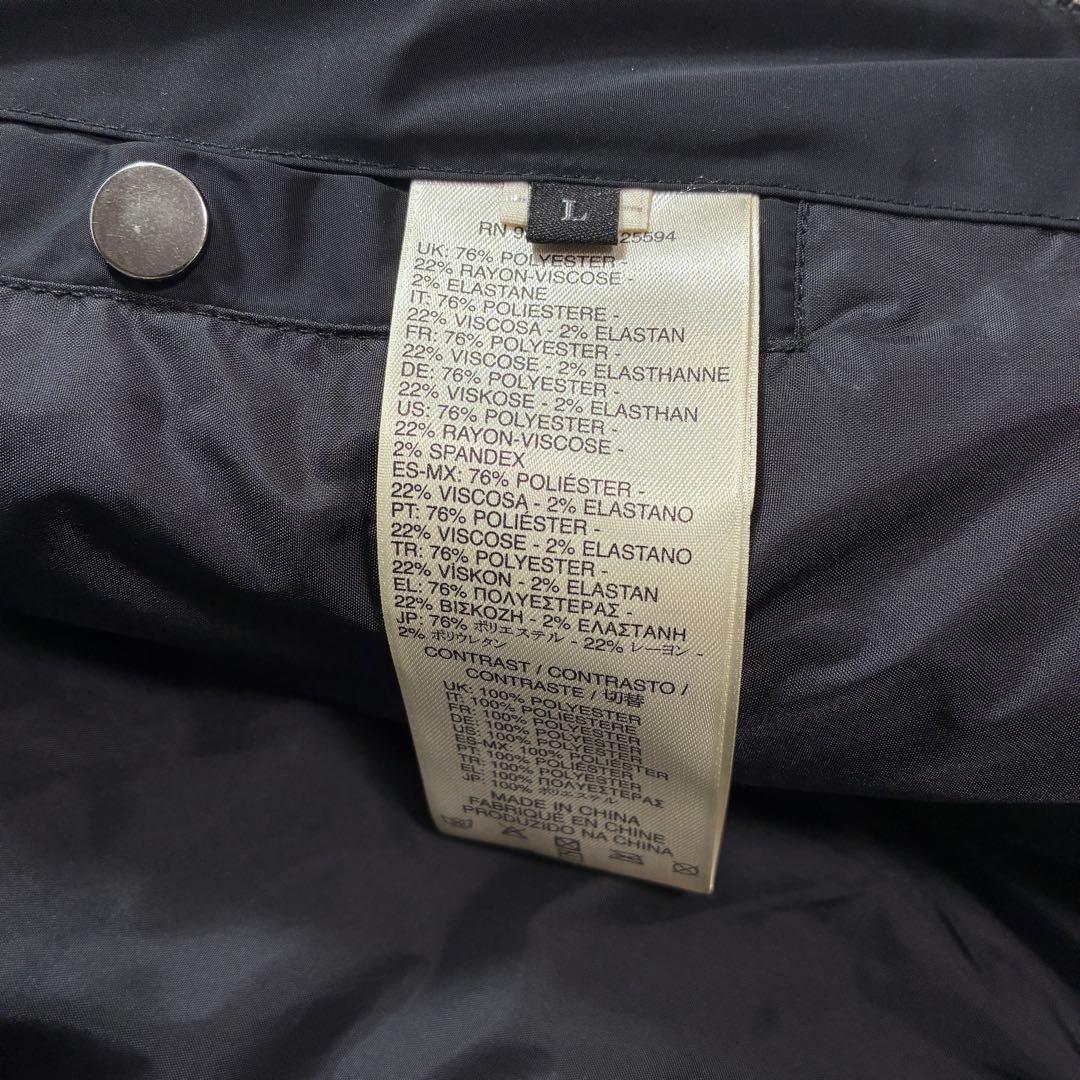 L
RN 9 25594
UK: 76% POLYESTER -
22% RAYON-VISCOSE -
2% ELASTANE
IT: 76% POLIESTERE -
22% VISCOSA - 2% ELASTAN
FR: 76% POLYESTER -
22% VISCOSE - 2% ELASTHANNE
DE: 76% POLYESTER -
22% VISKOSE - 2% ELASTHAN
US: 76% POLYESTER -
22% RAYON-VISCOSE -
2% SPANDEX
ES-MX: 76% POLIÉSTER -
22% VISCOSA - 2% ELASTANO
PT: 76% POLIÉSTER -
22% VISCOSE - 2% ELASTANO
TR: 76% POLYESTER -
22% VİSKON - 2% ELASTAN
EL: 76% ΠΟΛΥΕΣΤΕΡΑΣ -
22% ΒΙΣΚΟΖΗ - 2% ΕΛΑΣΤΑΝΗ
JP: 76% ポリエステル - 22% レーヨン -
2% ポリウレタン
CONTRAST / CONTRASTO /
CONTRASTE / 切替
UK: 100% POLYESTER
IT: 100% POLIESTERE
FR: 100% POLYESTER
DE: 100% POLYESTER
US: 100% POLYESTER
ES-MX: 100% POLIÉSTER
PT: 100% POLIÉSTER
TR: 100% POLYESTER
EL: 100% ΠΟΛΥΕΣΤΕΡΑΣ
JP: 100% ポリエステル
MADE IN CHINA
FABRIQUÉ EN CHINE
PRODUZIDO NA CHINA